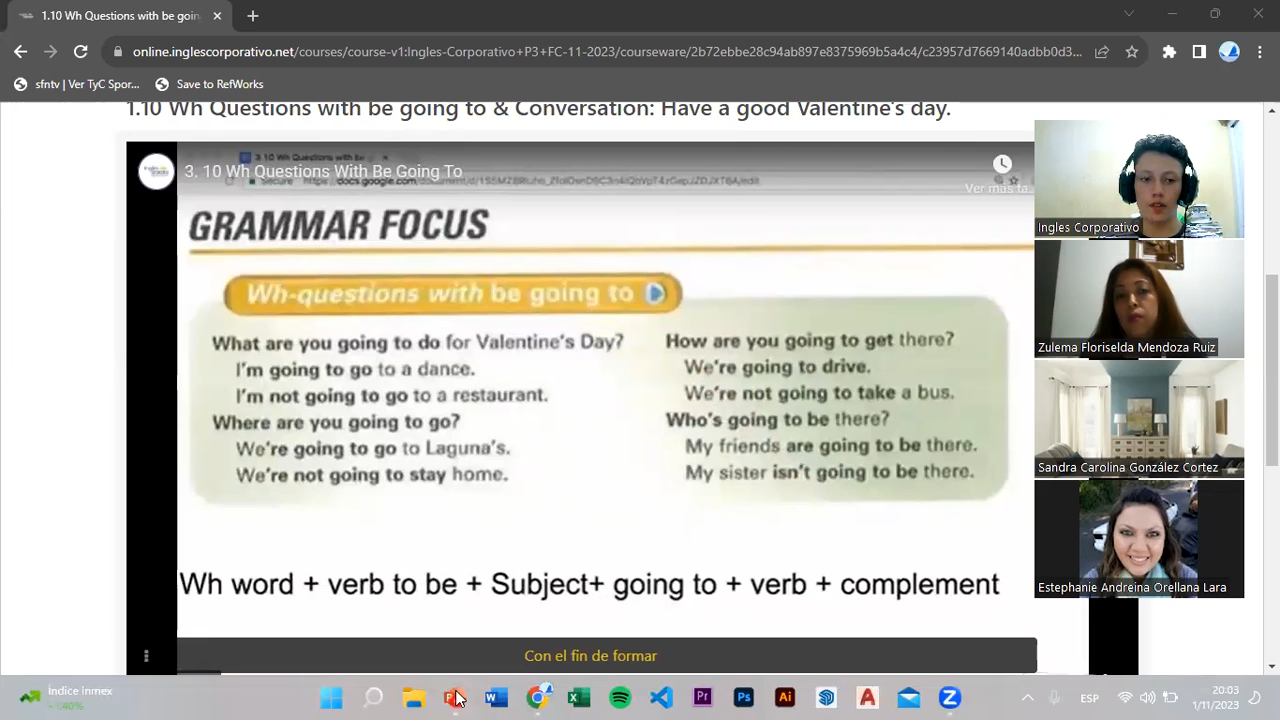 1.10 Wh Questions with be goin
online.inglescorporativo.net/courses/course-v1:Ingles-Corporativo+P3+FC-11-2023/courseware/2b72ebbe28c94ab897e8375969b5a4c4/c23957d7669140adbb0d3...
sfntv | Ver TyC Spor...
Save to RefWorks
1.10 Wh Questions with be going to & Conversation: Have a good Valentine's day.
3. 10 Wh Questions With Be Going To
Ver más ta
GRAMMAR FOCUS
Wh-questions with be going to
What are you going to do for Valentine's Day?
I'm going to go to a dance.
I'm not going to go to a restaurant.
Where are you going to go?
We're going to go to Laguna's.
We're not going to stay home.
How are you going to get there?
We're going to drive.
We're not going to take a bus.
Who's going to be there?
My friends are going to be there.
My sister isn't going to be there.
Wh word + verb to be + Subject+ going to + verb + complement
Con el fin de formar
Ingles Corporativo
Zulema Floriselda Mendoza Ruiz
Sandra Carolina González Cortez
Estephanie Andreina Orellana Lara
Índice Inmex
+1.40%
ESP
20:03
1/11/2023